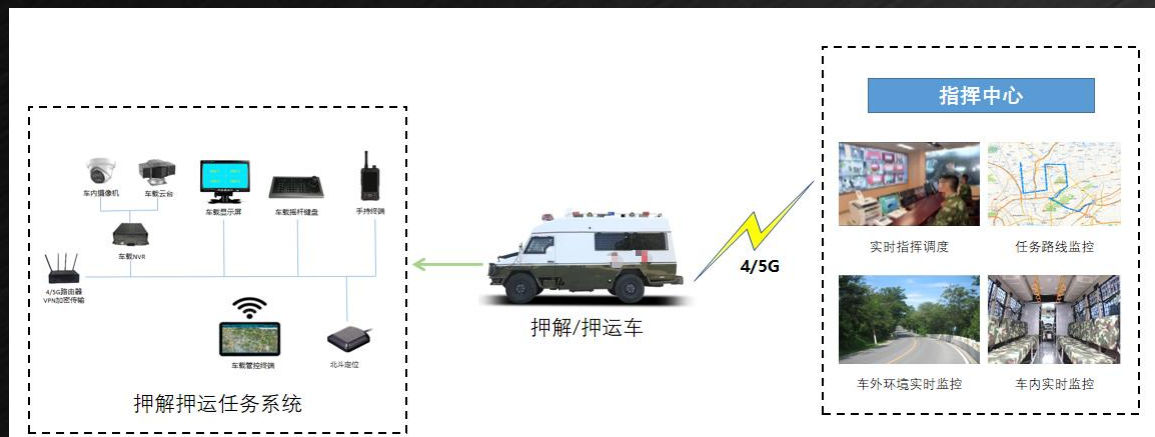 车内摄像机
车载云台
车载显示屏
车载摇杆键盘
手持终端
车载NVR
4/5G路由器
VPN加密传输
车载管控终端
北斗定位
押解押运任务系统
押解/押运车
4/5G
指挥中心
实时指挥调度
任务路线监控
车外环境实时监控
车内实时监控